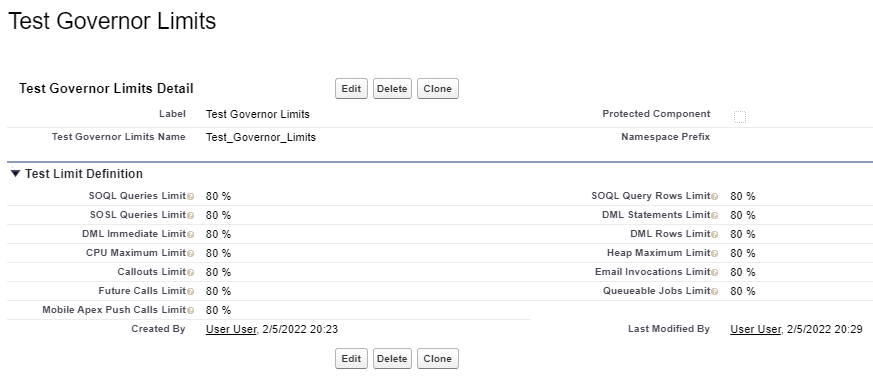 Test Governor Limits
Test Governor Limits Detail Edit Delete Clone
Label Test Governor Limits Protected Component
Test Governor Limits Name Test_Governor_Limits Namespace Prefix
Test Limit Definition
SOQL Queries Limit 80 % SOQL Query Rows Limit 80 %
SOSL Queries Limit 80 % DML Statements Limit 80 %
DML Immediate Limit 80 % DML Rows Limit 80 %
CPU Maximum Limit 80 % Heap Maximum Limit 80 %
Callouts Limit 80 % Email Invocations Limit 80 %
Future Calls Limit 80 % Queueable Jobs Limit 80 %
Mobile Apex Push Calls Limit 80 %
Created By User User, 2/5/2022 20:23 Last Modified By User User, 2/5/2022 20:29
Edit Delete Clone